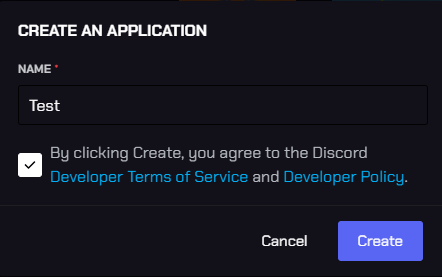 CREATE AN APPLICATION
NAME *
Test
By clicking Create, you agree to the Discord
Developer Terms of Service and Developer Policy.
Cancel Create